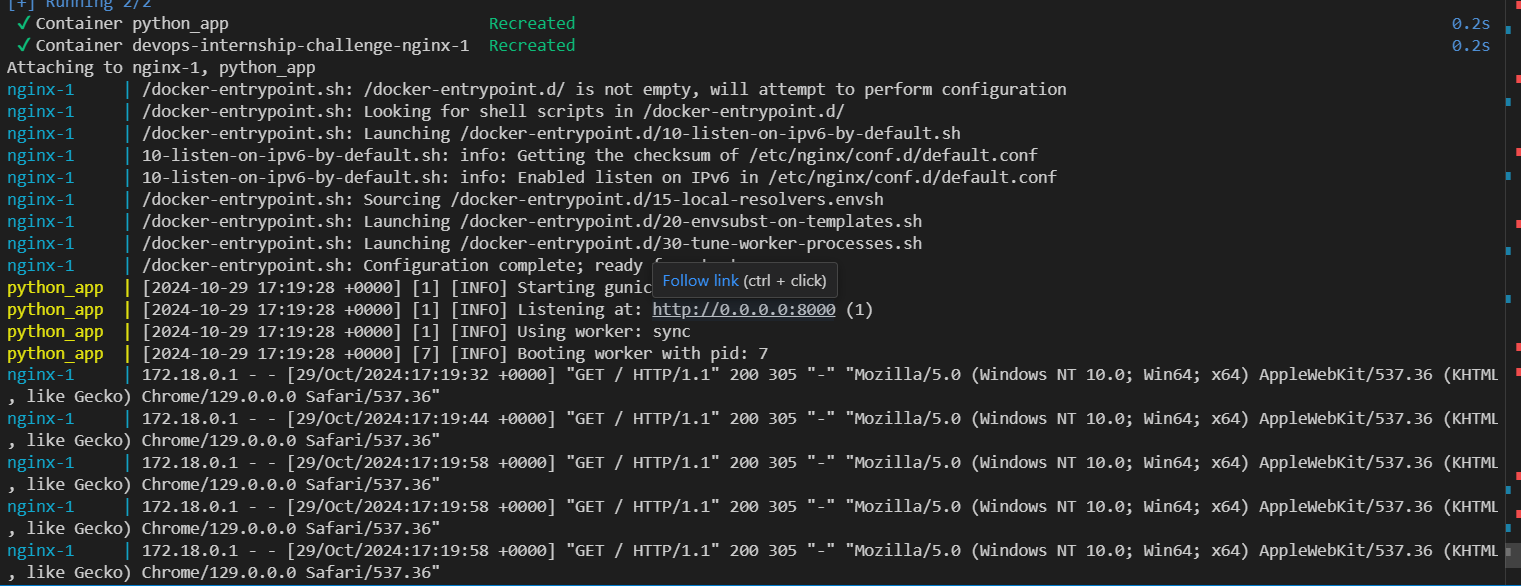 [+] Running 2/2
✓ Container python_app Recreated 0.2s
✓ Container devops-internship-challenge-nginx-1 Recreated 0.2s
Attaching to nginx-1, python_app
nginx-1 | /docker-entrypoint.sh: /docker-entrypoint.d/ is not empty, will attempt to perform configuration
nginx-1 | /docker-entrypoint.sh: Looking for shell scripts in /docker-entrypoint.d/
nginx-1 | /docker-entrypoint.sh: Launching /docker-entrypoint.d/10-listen-on-ipv6-by-default.sh
nginx-1 | 10-listen-on-ipv6-by-default.sh: info: Getting the checksum of /etc/nginx/conf.d/default.conf
nginx-1 | 10-listen-on-ipv6-by-default.sh: info: Enabled listen on IPv6 in /etc/nginx/conf.d/default.conf
nginx-1 | /docker-entrypoint.sh: Sourcing /docker-entrypoint.d/15-local-resolvers.envsh
nginx-1 | /docker-entrypoint.sh: Launching /docker-entrypoint.d/20-envsubst-on-templates.sh
nginx-1 | /docker-entrypoint.sh: Launching /docker-entrypoint.d/30-tune-worker-processes.sh
nginx-1 | /docker-entrypoint.sh: Configuration complete; ready
Follow link (ctrl + click)
python_app | [2024-10-29 17:19:28 +0000] [1] [INFO] Starting gunic
python_app | [2024-10-29 17:19:28 +0000] [1] [INFO] Listening at: http://0.0.0.0:8000 (1)
python_app | [2024-10-29 17:19:28 +0000] [1] [INFO] Using worker: sync
python_app | [2024-10-29 17:19:28 +0000] [7] [INFO] Booting worker with pid: 7
nginx-1 | 172.18.0.1 - - [29/Oct/2024:17:19:32 +0000] "GET / HTTP/1.1" 200 305 "-" "Mozilla/5.0 (Windows NT 10.0; Win64; x64) AppleWebKit/537.36 (KHTML
, like Gecko) Chrome/129.0.0.0 Safari/537.36"
nginx-1 | 172.18.0.1 - - [29/Oct/2024:17:19:44 +0000] "GET / HTTP/1.1" 200 305 "-" "Mozilla/5.0 (Windows NT 10.0; Win64; x64) AppleWebKit/537.36 (KHTML
, like Gecko) Chrome/129.0.0.0 Safari/537.36"
nginx-1 | 172.18.0.1 - - [29/Oct/2024:17:19:58 +0000] "GET / HTTP/1.1" 200 305 "-" "Mozilla/5.0 (Windows NT 10.0; Win64; x64) AppleWebKit/537.36 (KHTML
, like Gecko) Chrome/129.0.0.0 Safari/537.36"
nginx-1 | 172.18.0.1 - - [29/Oct/2024:17:19:58 +0000] "GET / HTTP/1.1" 200 305 "-" "Mozilla/5.0 (Windows NT 10.0; Win64; x64) AppleWebKit/537.36 (KHTML
, like Gecko) Chrome/129.0.0.0 Safari/537.36"
nginx-1 | 172.18.0.1 - - [29/Oct/2024:17:19:58 +0000] "GET / HTTP/1.1" 200 305 "-" "Mozilla/5.0 (Windows NT 10.0; Win64; x64) AppleWebKit/537.36 (KHTML
, like Gecko) Chrome/129.0.0.0 Safari/537.36"